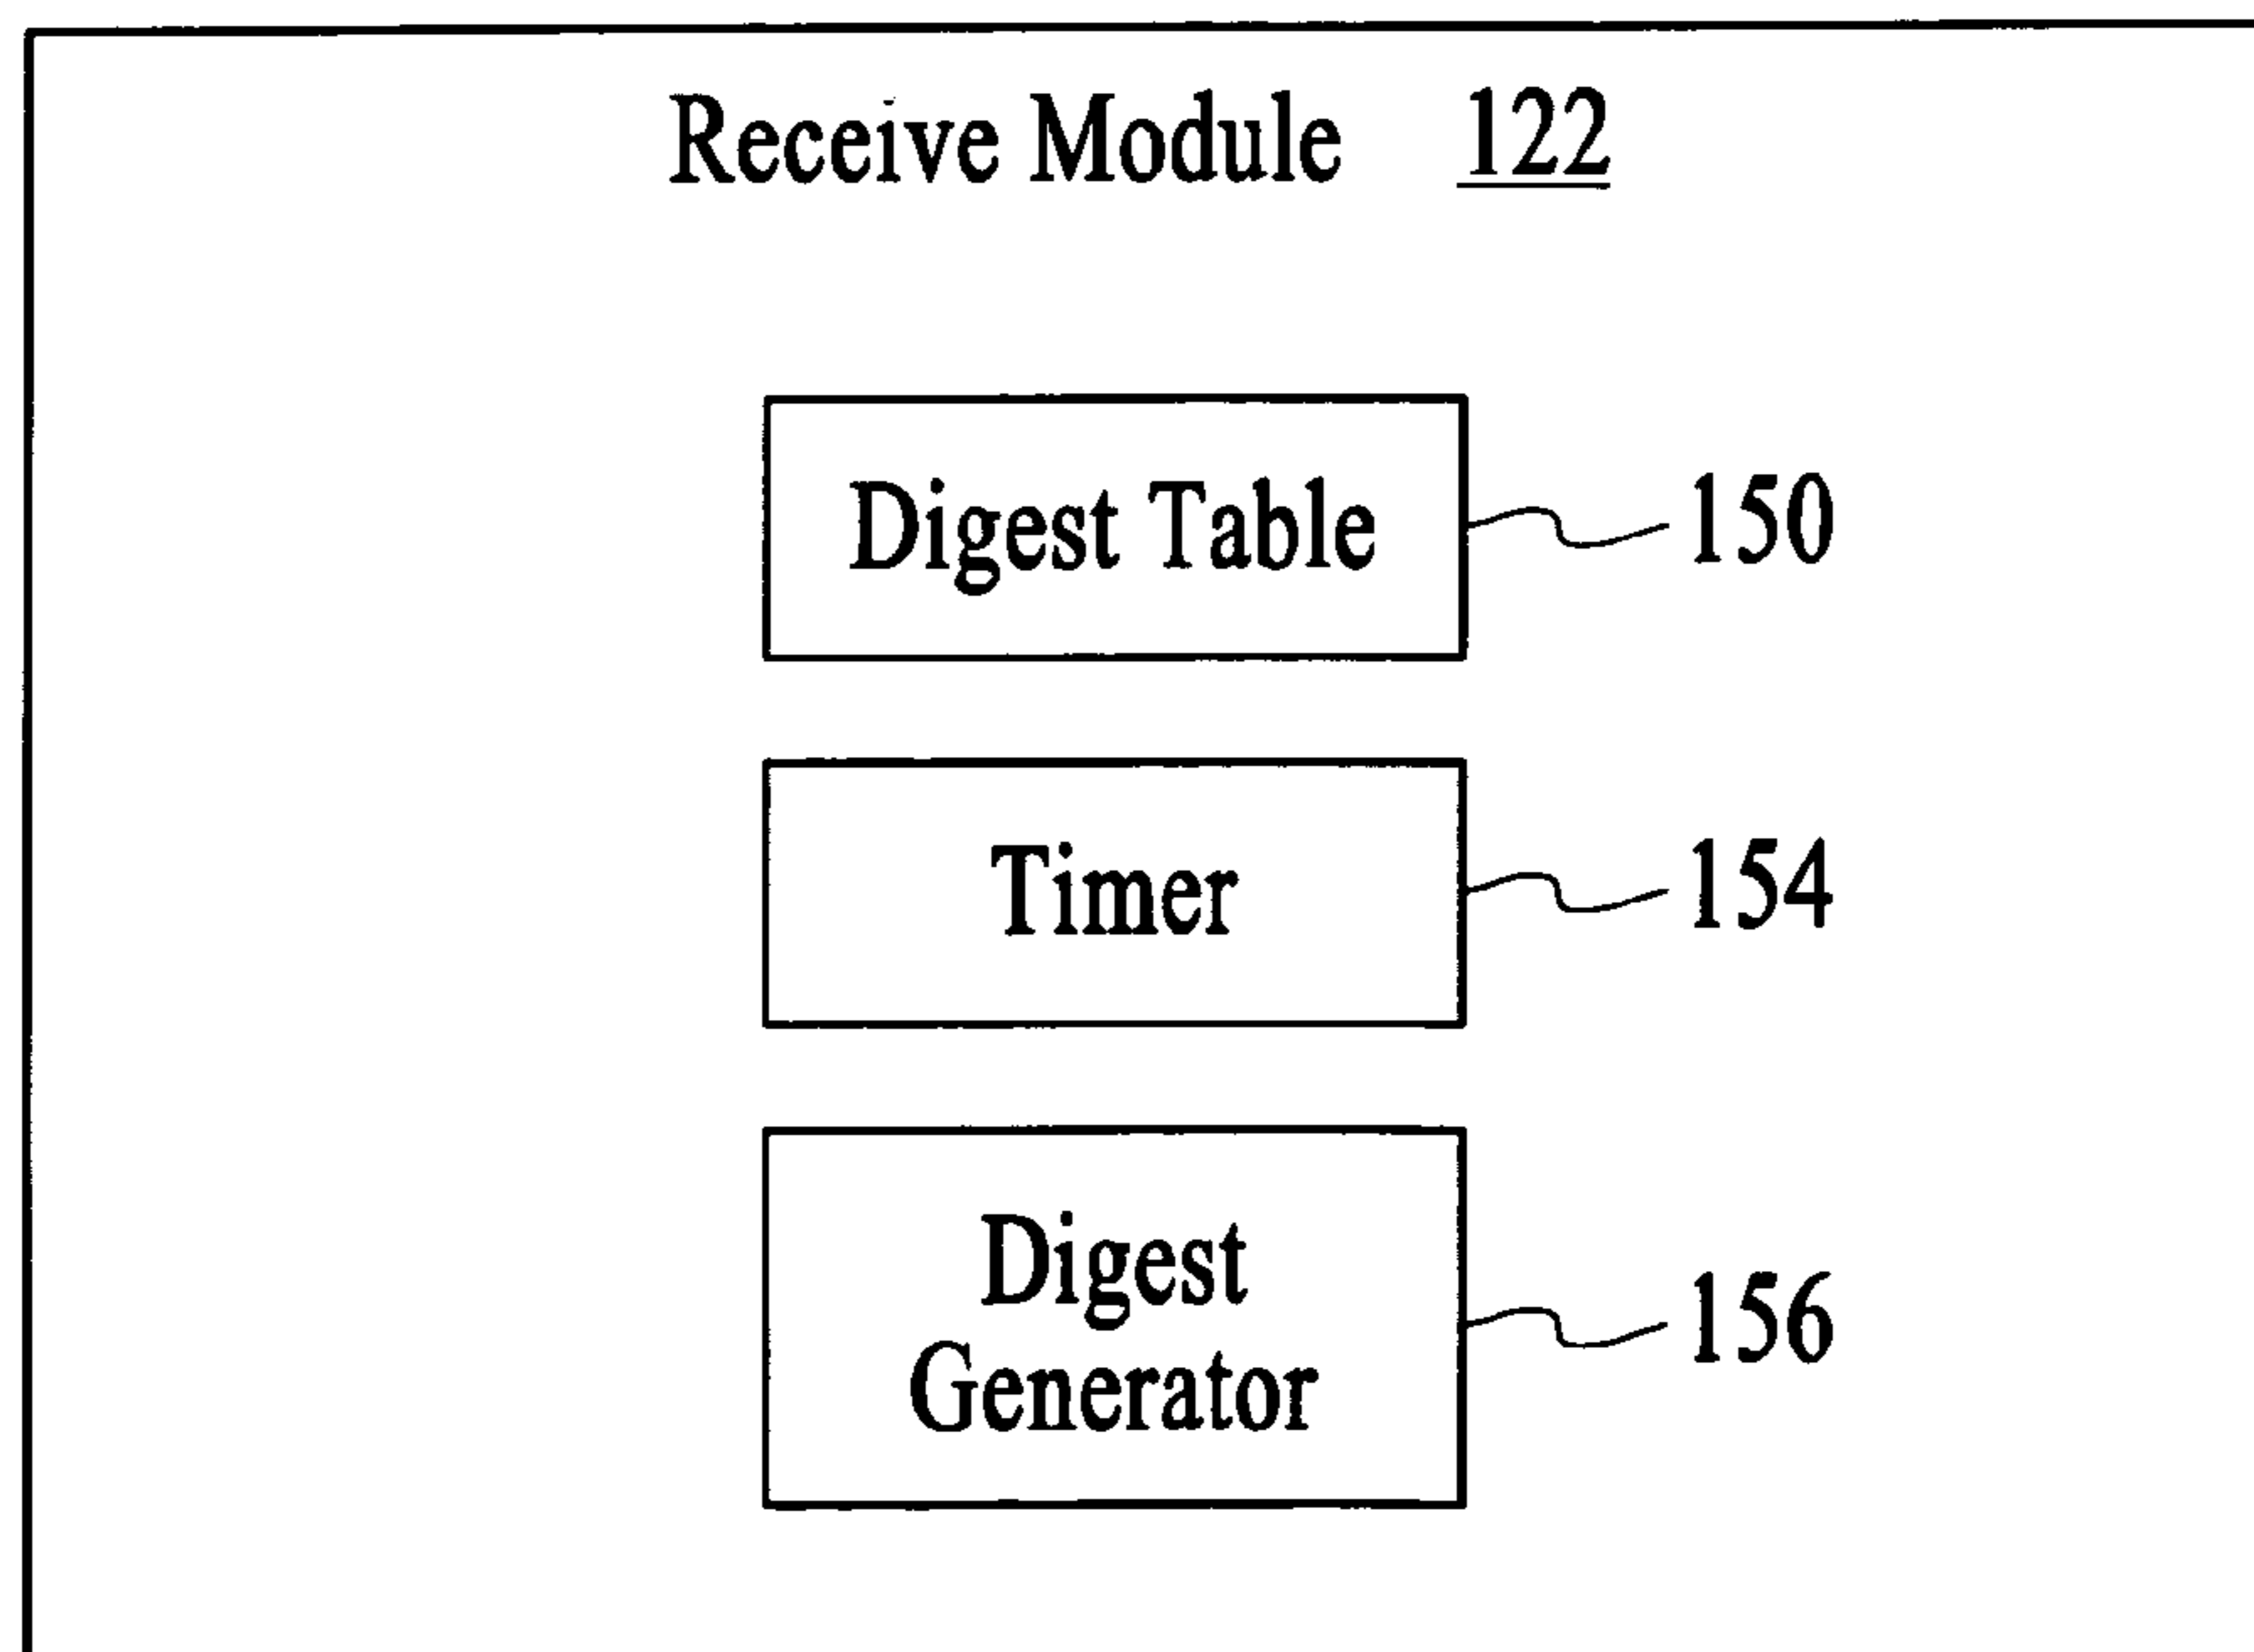 Receive Module 122
Digest Table 150
Timer 154
Digest
Generator 156